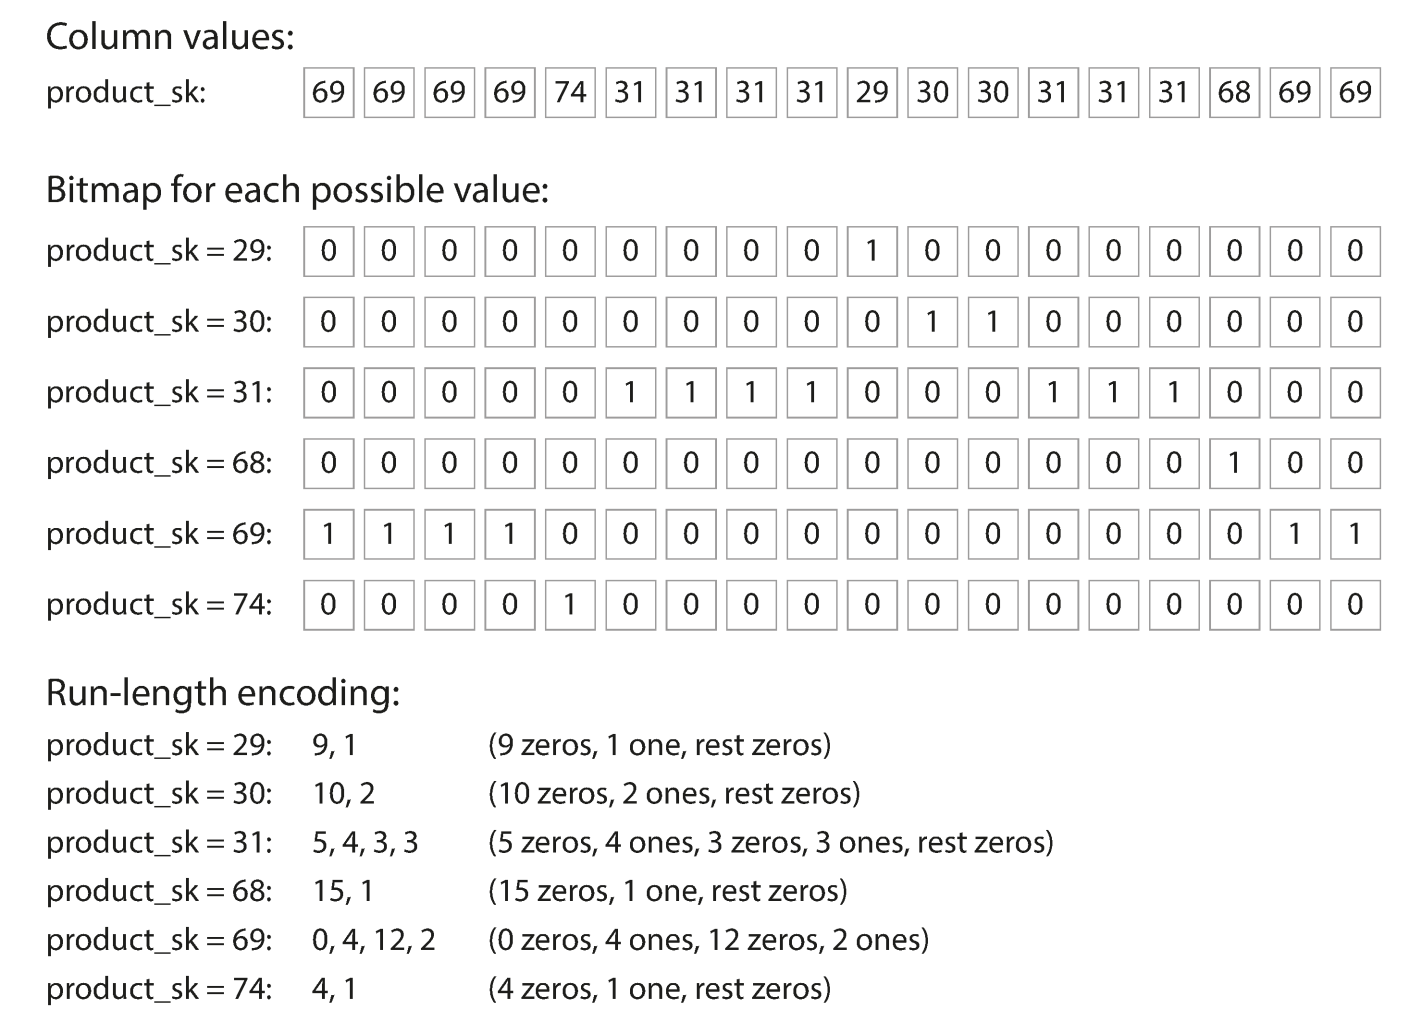 Column values:
product_sk: 69 69 69 69 74 31 31 31 31 29 30 30 31 31 31 68 69 69
Bitmap for each possible value:
product_sk = 29: 0 0 0 0 0 0 0 0 0 1 0 0 0 0 0 0 0 0
product_sk = 30: 0 0 0 0 0 0 0 0 0 0 1 1 0 0 0 0 0 0
product_sk = 31: 0 0 0 0 0 1 1 1 1 0 0 0 1 1 1 0 0 0
product_sk = 68: 0 0 0 0 0 0 0 0 0 0 0 0 0 0 0 1 0 0
product_sk = 69: 1 1 1 1 0 0 0 0 0 0 0 0 0 0 0 0 1 1
product_sk = 74: 0 0 0 0 1 0 0 0 0 0 0 0 0 0 0 0 0 0
Run-length encoding:
product_sk = 29: 9, 1 (9 zeros, 1 one, rest zeros)
product_sk = 30: 10, 2 (10 zeros, 2 ones, rest zeros)
product_sk = 31: 5, 4, 3, 3 (5 zeros, 4 ones, 3 zeros, 3 ones, rest zeros)
product_sk = 68: 15, 1 (15 zeros, 1 one, rest zeros)
product_sk = 69: 0, 4, 12, 2 (0 zeros, 4 ones, 12 zeros, 2 ones)
product_sk = 74: 4, 1 (4 zeros, 1 one, rest zeros)